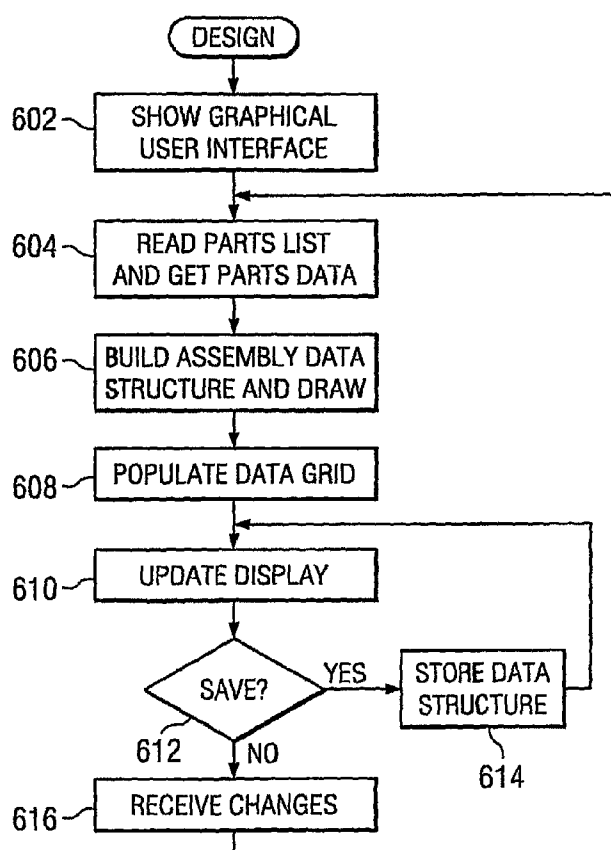 DESIGN
602
SHOW GRAPHICAL
USER INTERFACE
604
READ PARTS LIST
AND GET PARTS DATA
606
BUILD ASSEMBLY DATA
STRUCTURE AND DRAW
608
POPULATE DATA GRID
610
UPDATE DISPLAY
SAVE?
YES
STORE DATA
STRUCTURE
612
NO
614
616
RECEIVE CHANGES